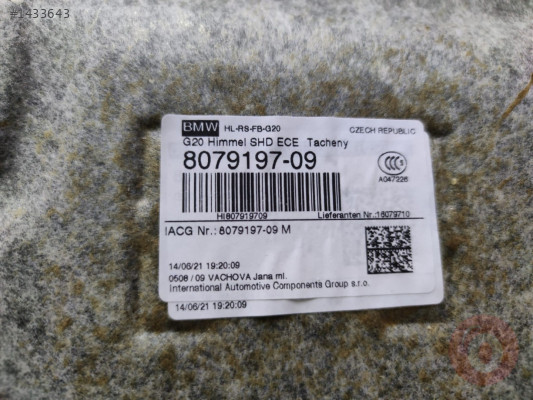 #1433643
BMW HL-RS-FB-G20 CZECH REPUBLIC
G20 Himmel SHD ECE Tacheny
8079197-09
CCC
A047226
HI807919709 Lieferanten Nr.:16079710
IACG Nr.: 8079197-09 M
14/06/21 19:20:09
0508 / 09 VACHOVA Jana ml.
International Automotive Components Group s.r.o.
14/06/21 19:20:09